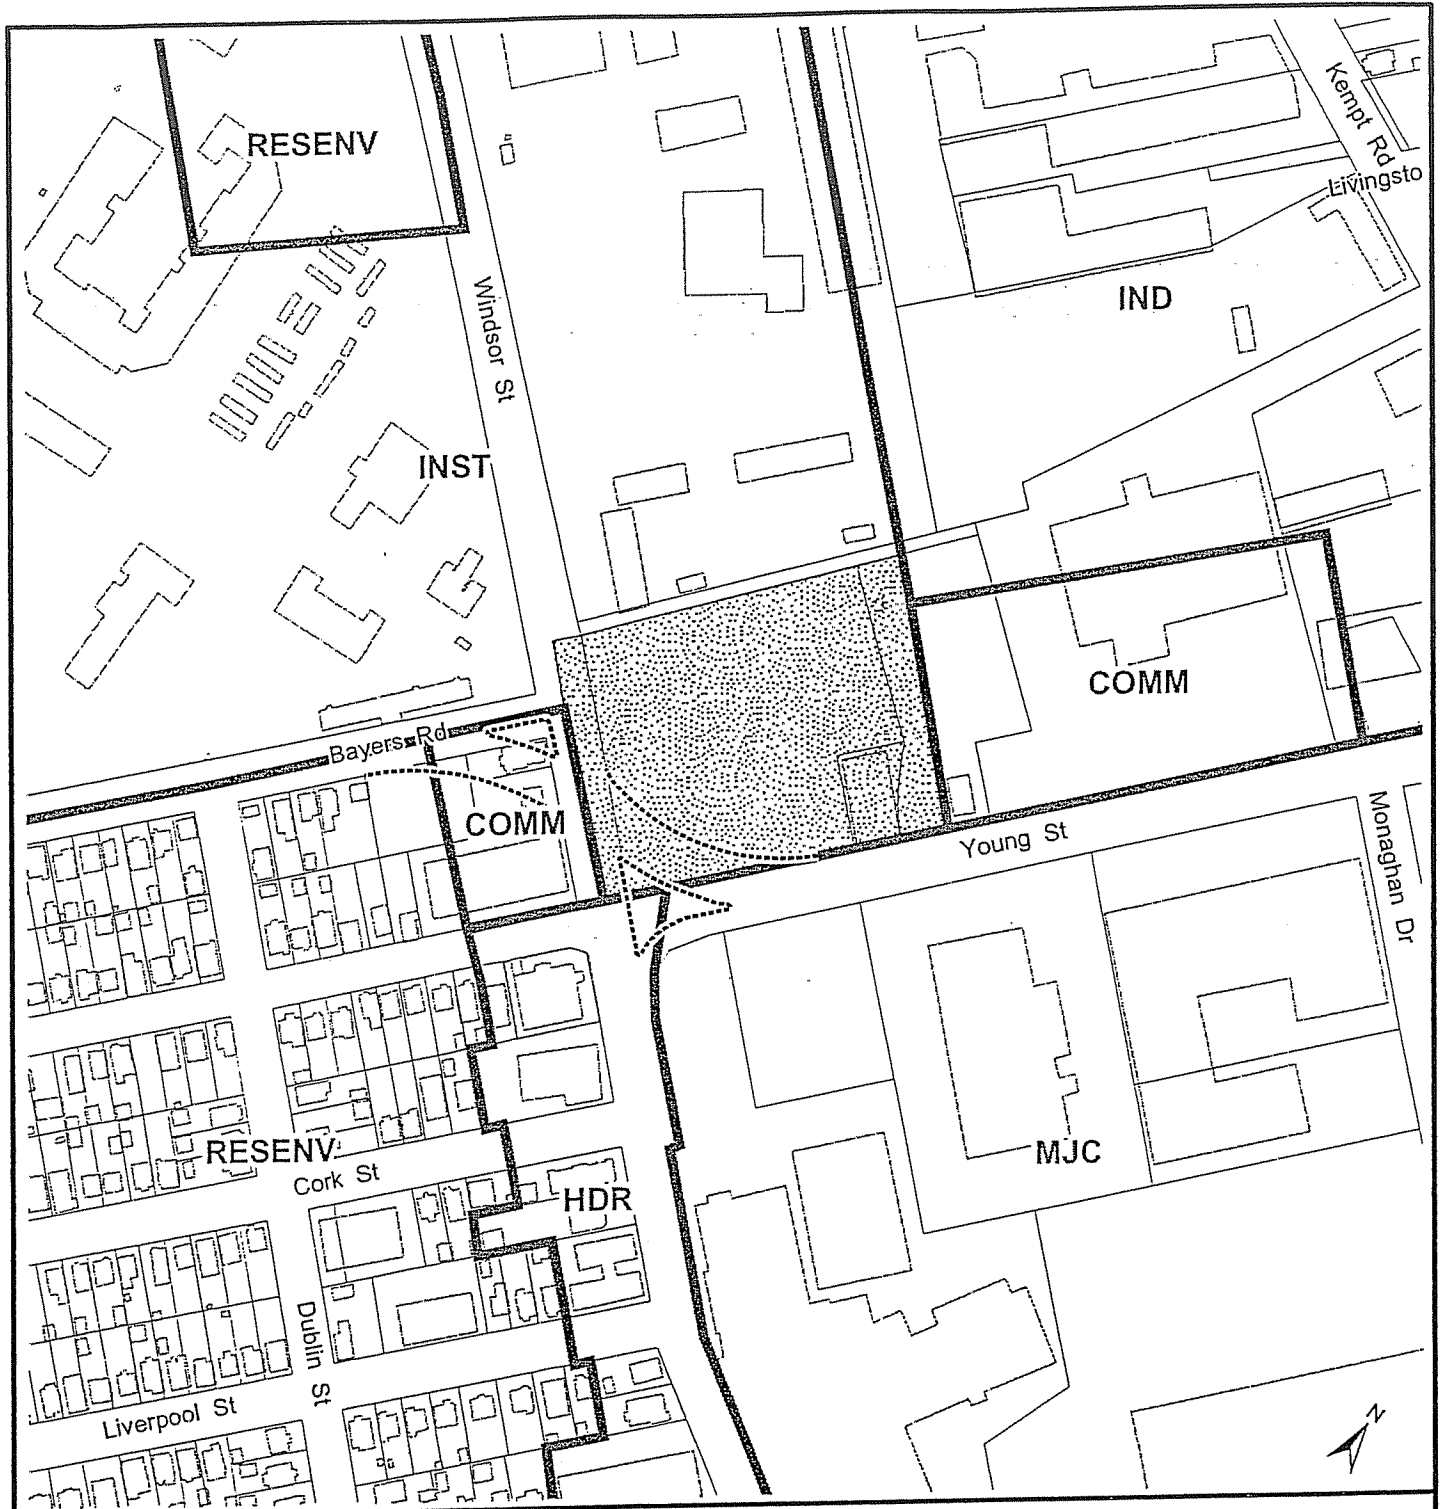 RESENV
Kempt Rd
Livingsto
Windsor St
IND
INST
COMM
Bayers Rd
COMM
Young St
Monaghan Dr
RESENV
Cork St
MJC
HDR
Dublin St
Liverpool St
N